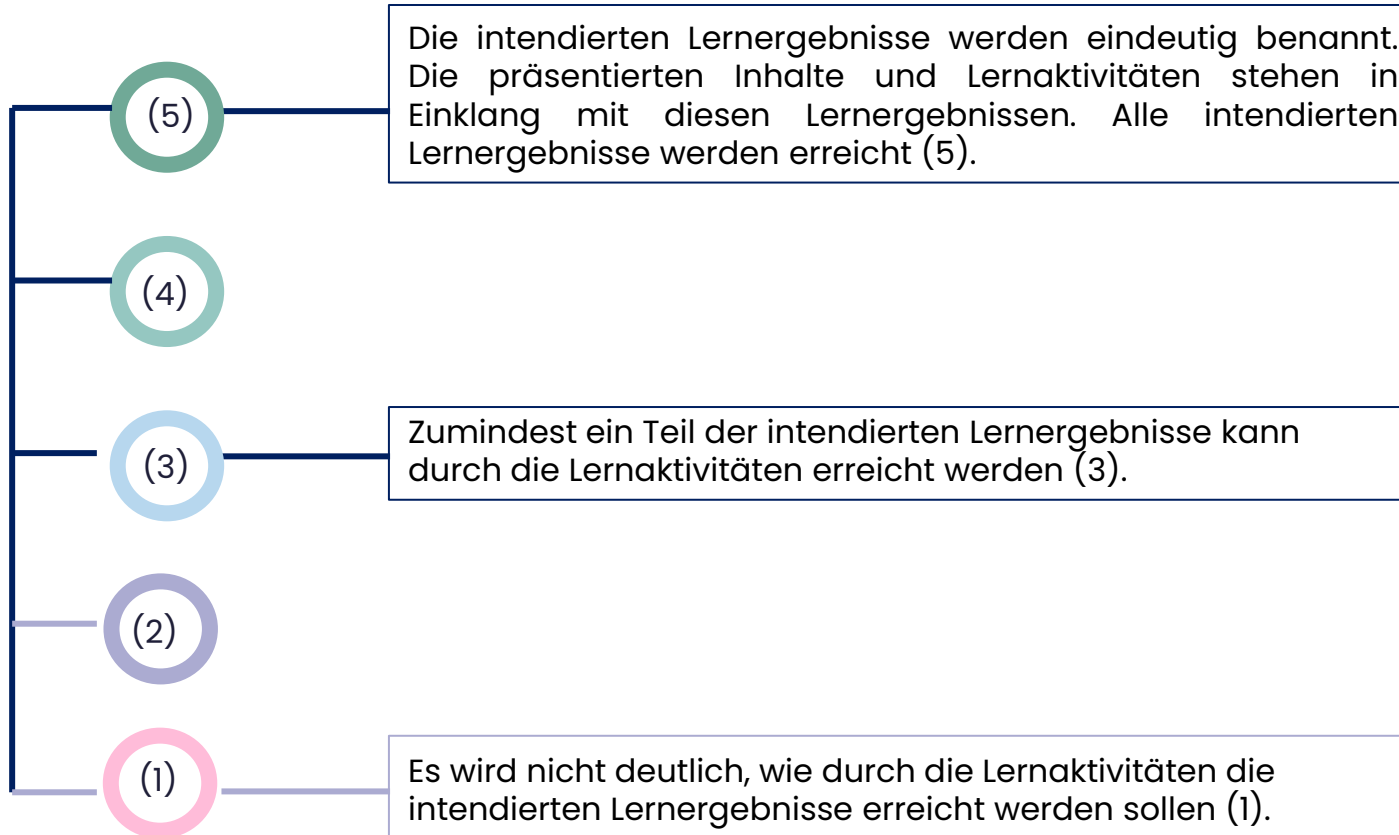 (5)
Die intendierten Lernergebnisse werden eindeutig benannt.
Die präsentierten Inhalte und Lernaktivitäten stehen in
Einklang mit diesen Lernergebnissen. Alle intendierten
Lernergebnisse werden erreicht (5).
(4)
(3)
Zumindest ein Teil der intendierten Lernergebnisse kann
durch die Lernaktivitäten erreicht werden (3).
(2)
(1)
Es wird nicht deutlich, wie durch die Lernaktivitäten die
intendierten Lernergebnisse erreicht werden sollen (1).